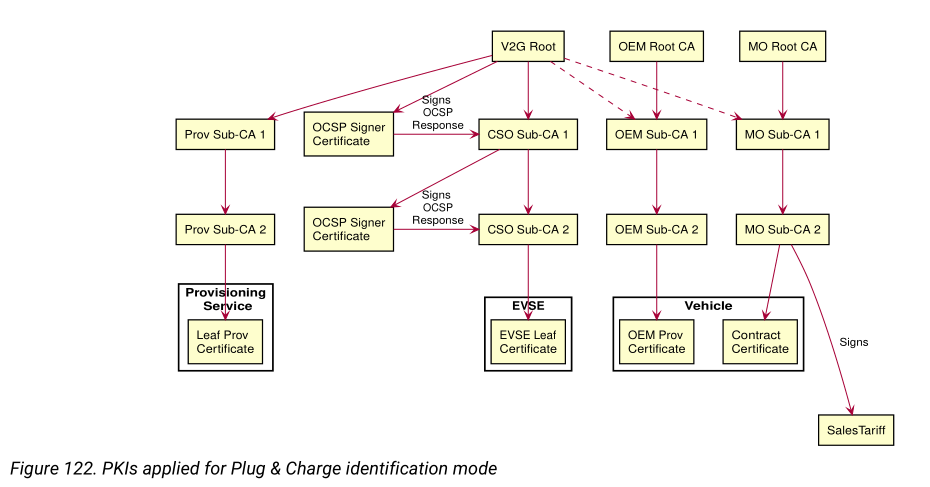 V2G Root
OEM Root CA
MO Root CA
Signs
OCSP
Response
Prov Sub-CA 1
OCSP Signer
Certificate
CSO Sub-CA 1
OEM Sub-CA 1
MO Sub-CA 1
Signs
OCSP
Response
Prov Sub-CA 2
OCSP Signer
Certificate
CSO Sub-CA 2
OEM Sub-CA 2
MO Sub-CA 2
Provisioning
Service
EVSE
Vehicle
Leaf Prov
Certificate
EVSE Leaf
Certificate
OEM Prov
Certificate
Contract
Certificate
Signs
SalesTariff
Figure 122. PKIs applied for Plug & Charge identification mode